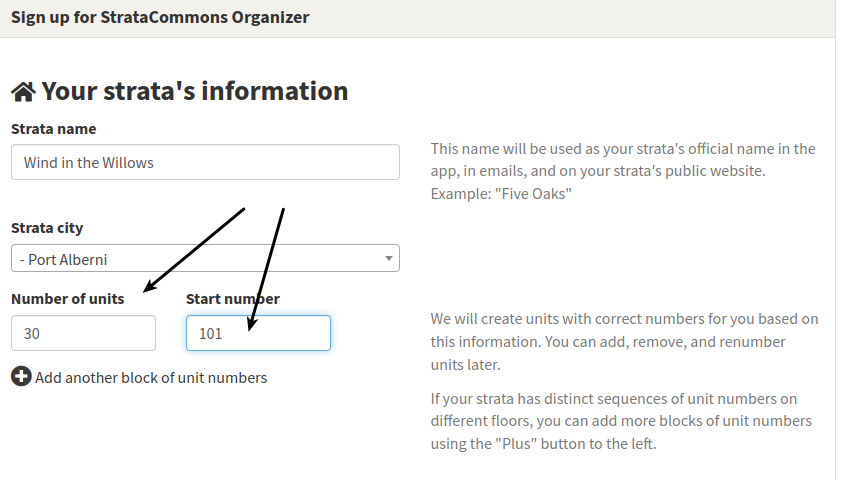 Sign up for StrataCommons Organizer
Your strata's information
Strata name
Wind in the Willows
This name will be used as your strata's official name in the
app, in emails, and on your strata's public website.
Example: "Five Oaks"
Strata city
- Port Alberni
Number of units
Start number
30
101
Add another block of unit numbers
We will create units with correct numbers for you based on
this information. You can add, remove, and renumber
units later.
If your strata has distinct sequences of unit numbers on
different floors, you can add more blocks of unit numbers
using the "Plus" button to the left.